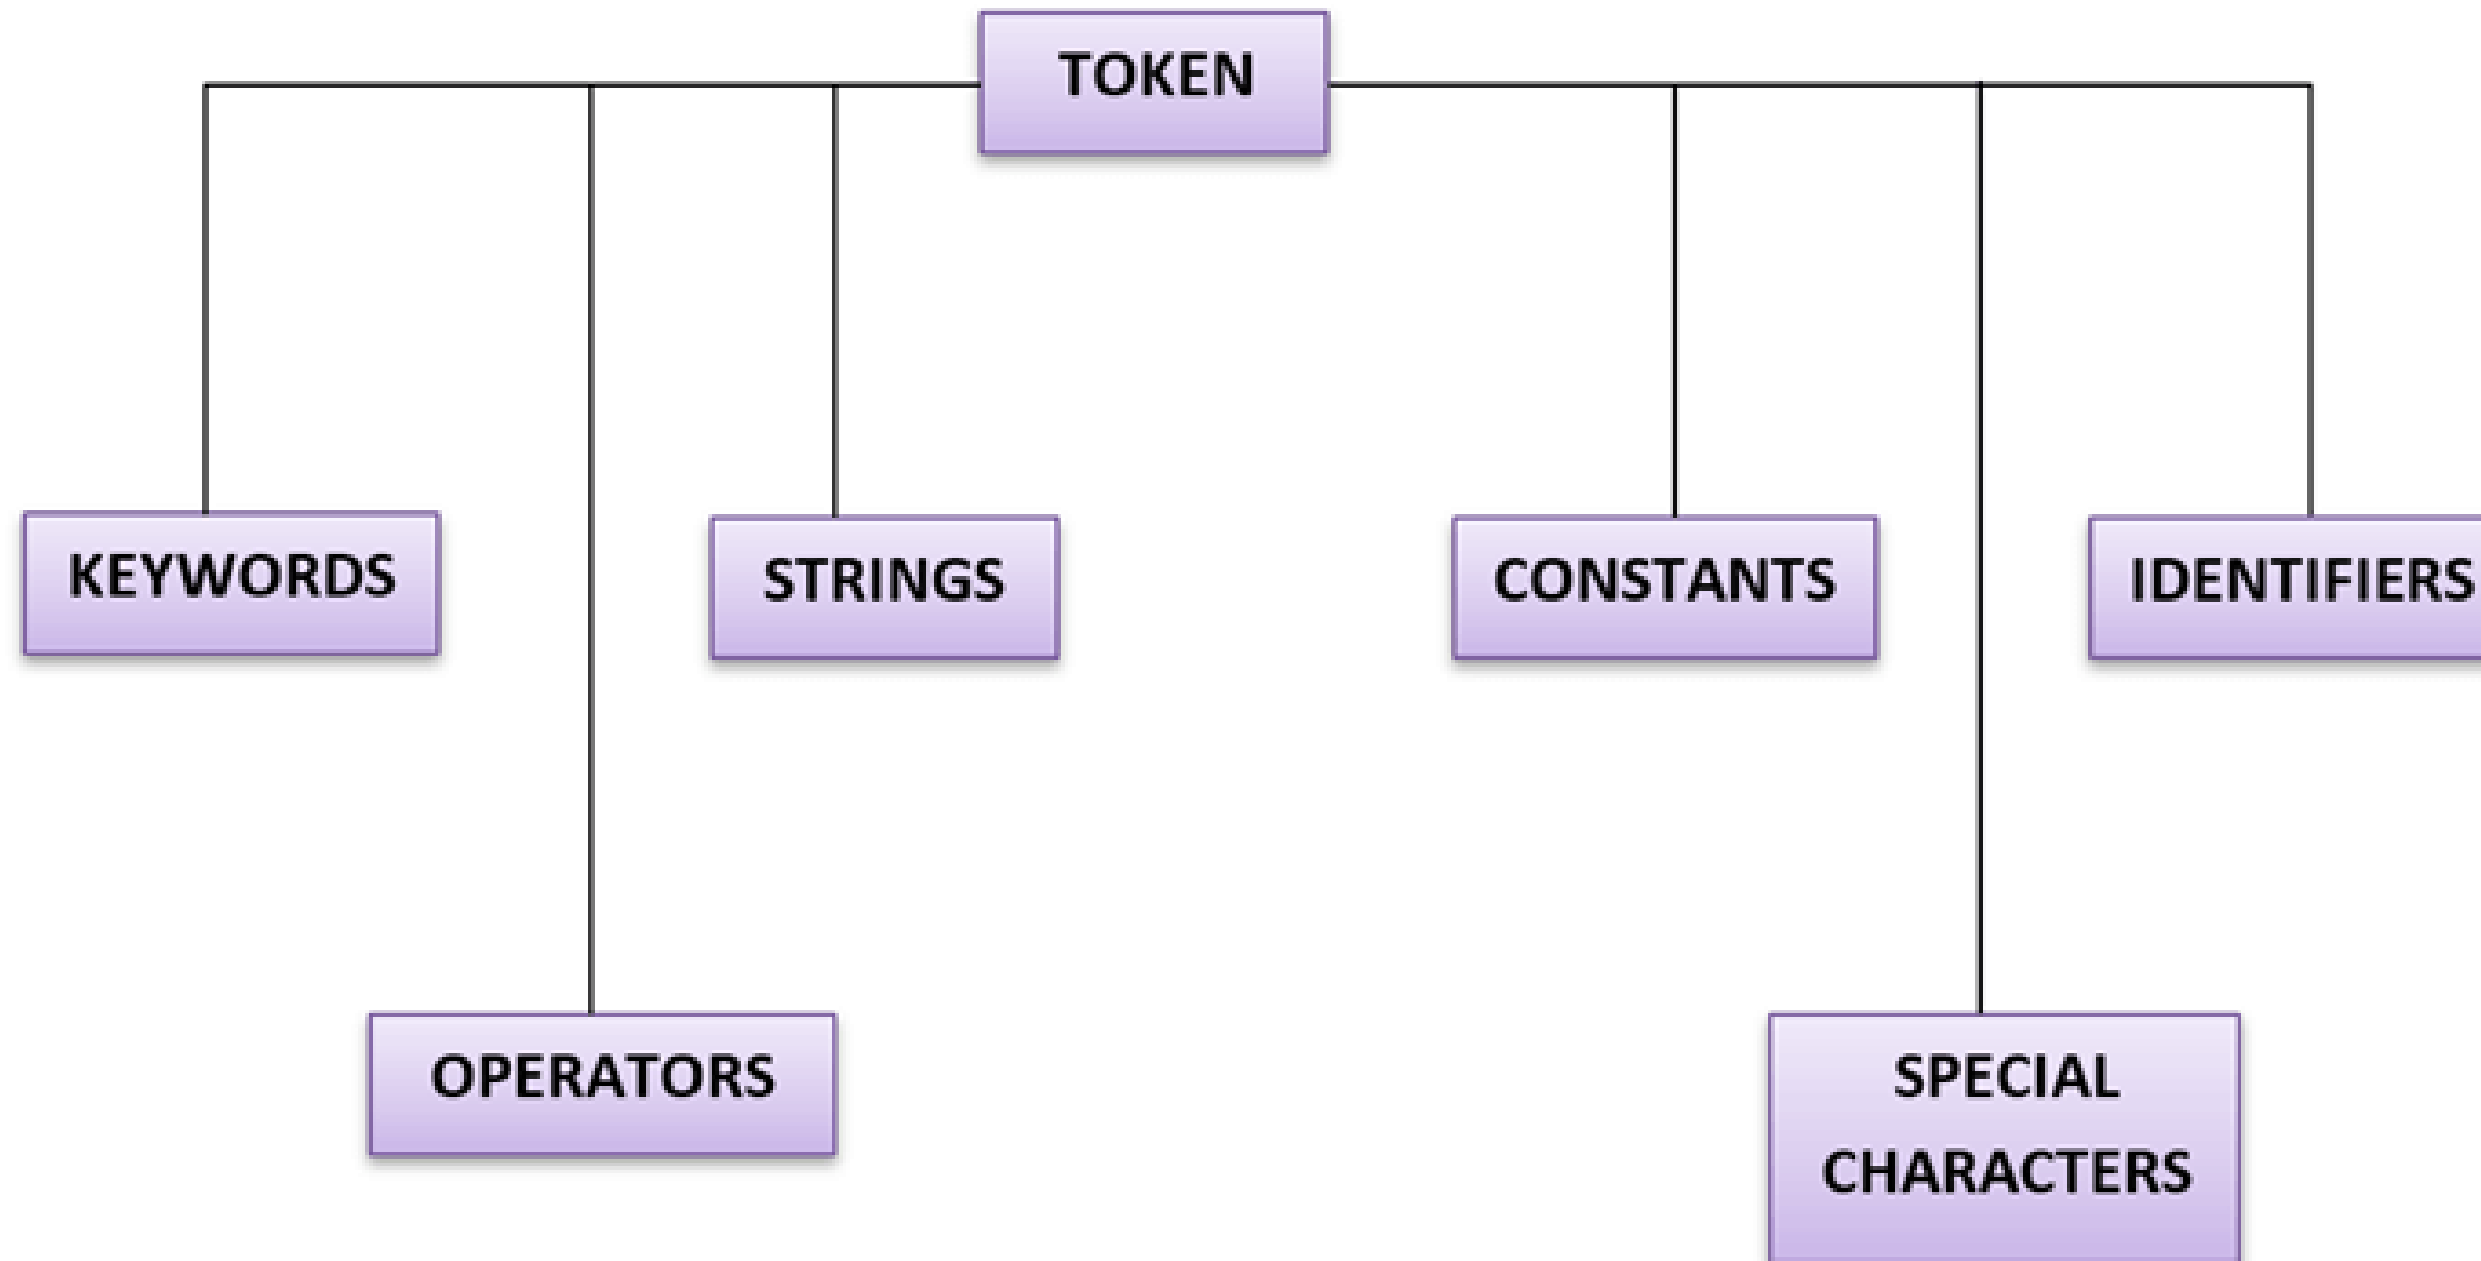 TOKEN
KEYWORDS
STRINGS
CONSTANTS
IDENTIFIERS
OPERATORS
SPECIAL
CHARACTERS